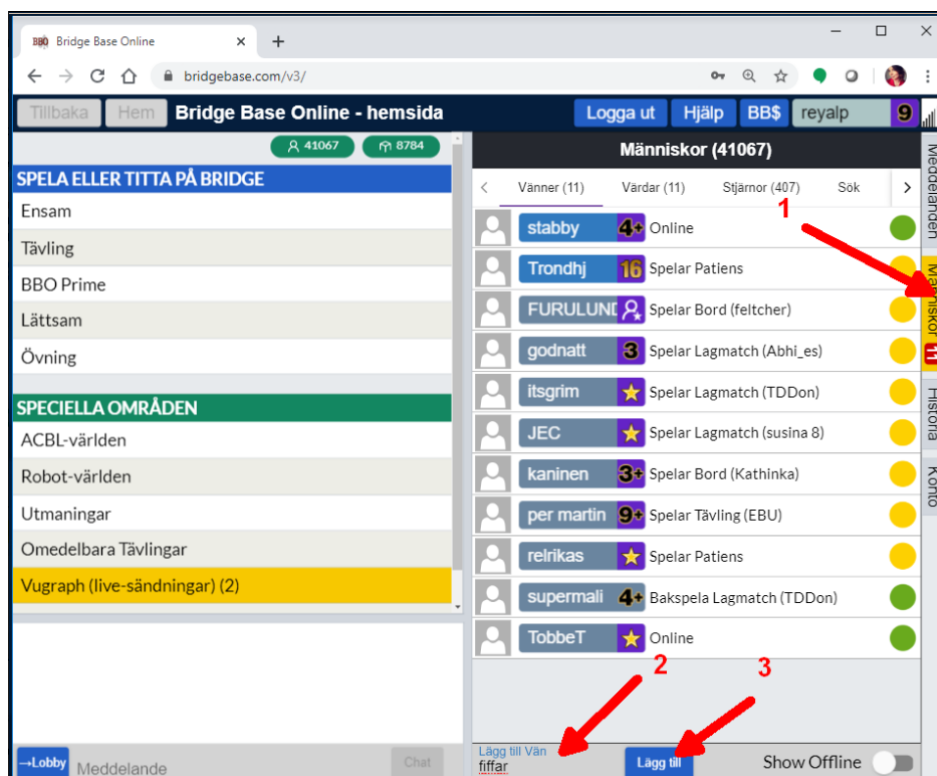 BBO Bridge Base Online
bridgebase.com/v3/
Tillbaka Hem Bridge Base Online - hemsida Logga ut Hjälp BB$ reyalp 9
41067 8784
SPELA ELLER TITTA PÅ BRIDGE
Ensam
Tävling
BBO Prime
Lättsam
Övning
SPECIELLA OMRÅDEN
ACBL-världen
Robot-världen
Utmaningar
Omedelbara Tävlingar
Vugraph (live-sändningar) (2)
→Lobby Meddelande Chat
Människor (41067)
Vänner (11) Värdar (11) Stjärnor (407) Sök
1
stabby 4+ Online
Trondhj 16 Spelar Patiens
FURULUND Spelar Bord (feltcher)
godnatt 3 Spelar Lagmatch (Abhi_es)
itsgrim Spelar Lagmatch (TDDon)
JEC Spelar Lagmatch (susina 8)
kaninen 3+ Spelar Bord (Kathinka)
per martin 9+ Spelar Tävling (EBU)
relrikas Spelar Patiens
supermali 4+ Bakspela Lagmatch (TDDon)
TobbeT Online
2 3
Lägg till Vän
fiffar Lägg till Show Offline
Meddelanden
Människor 11
Historia
Konto